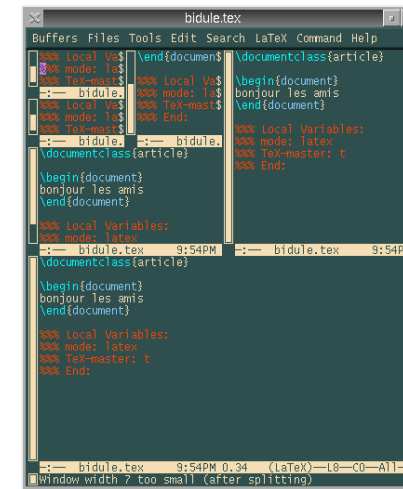 bidule.tex
Buffers Files Tools Edit Search LaTeX Command Help
%%% Local Va$
%%% mode: la$
%%% TeX-mast$
-:-- bidule.
%%% Local Va$
%%% mode: la$
%%% TeX-mast$
-:-- bidule.
\end{documen$
%%% Local Va$
%%% mode: la$
%%% TeX-mast$
%%% End:
-:-- bidule.
\documentclass{article}
\begin{document}
bonjour les amis
\end{document}
%%% Local Variables:
%%% mode: latex
-:-- bidule.tex 9:54PM
\documentclass{article}
\begin{document}
bonjour les amis
\end{document}
%%% Local Variables:
%%% mode: latex
%%% TeX-master: t
%%% End:
-:-- bidule.tex 9:54P
\documentclass{article}
\begin{document}
bonjour les amis
\end{document}
%%% Local Variables:
%%% mode: latex
%%% TeX-master: t
%%% End:
-:-- bidule.tex 9:54PM 0.34 (LaTeX)--L8--C0--All-
Window width 7 too small (after splitting)